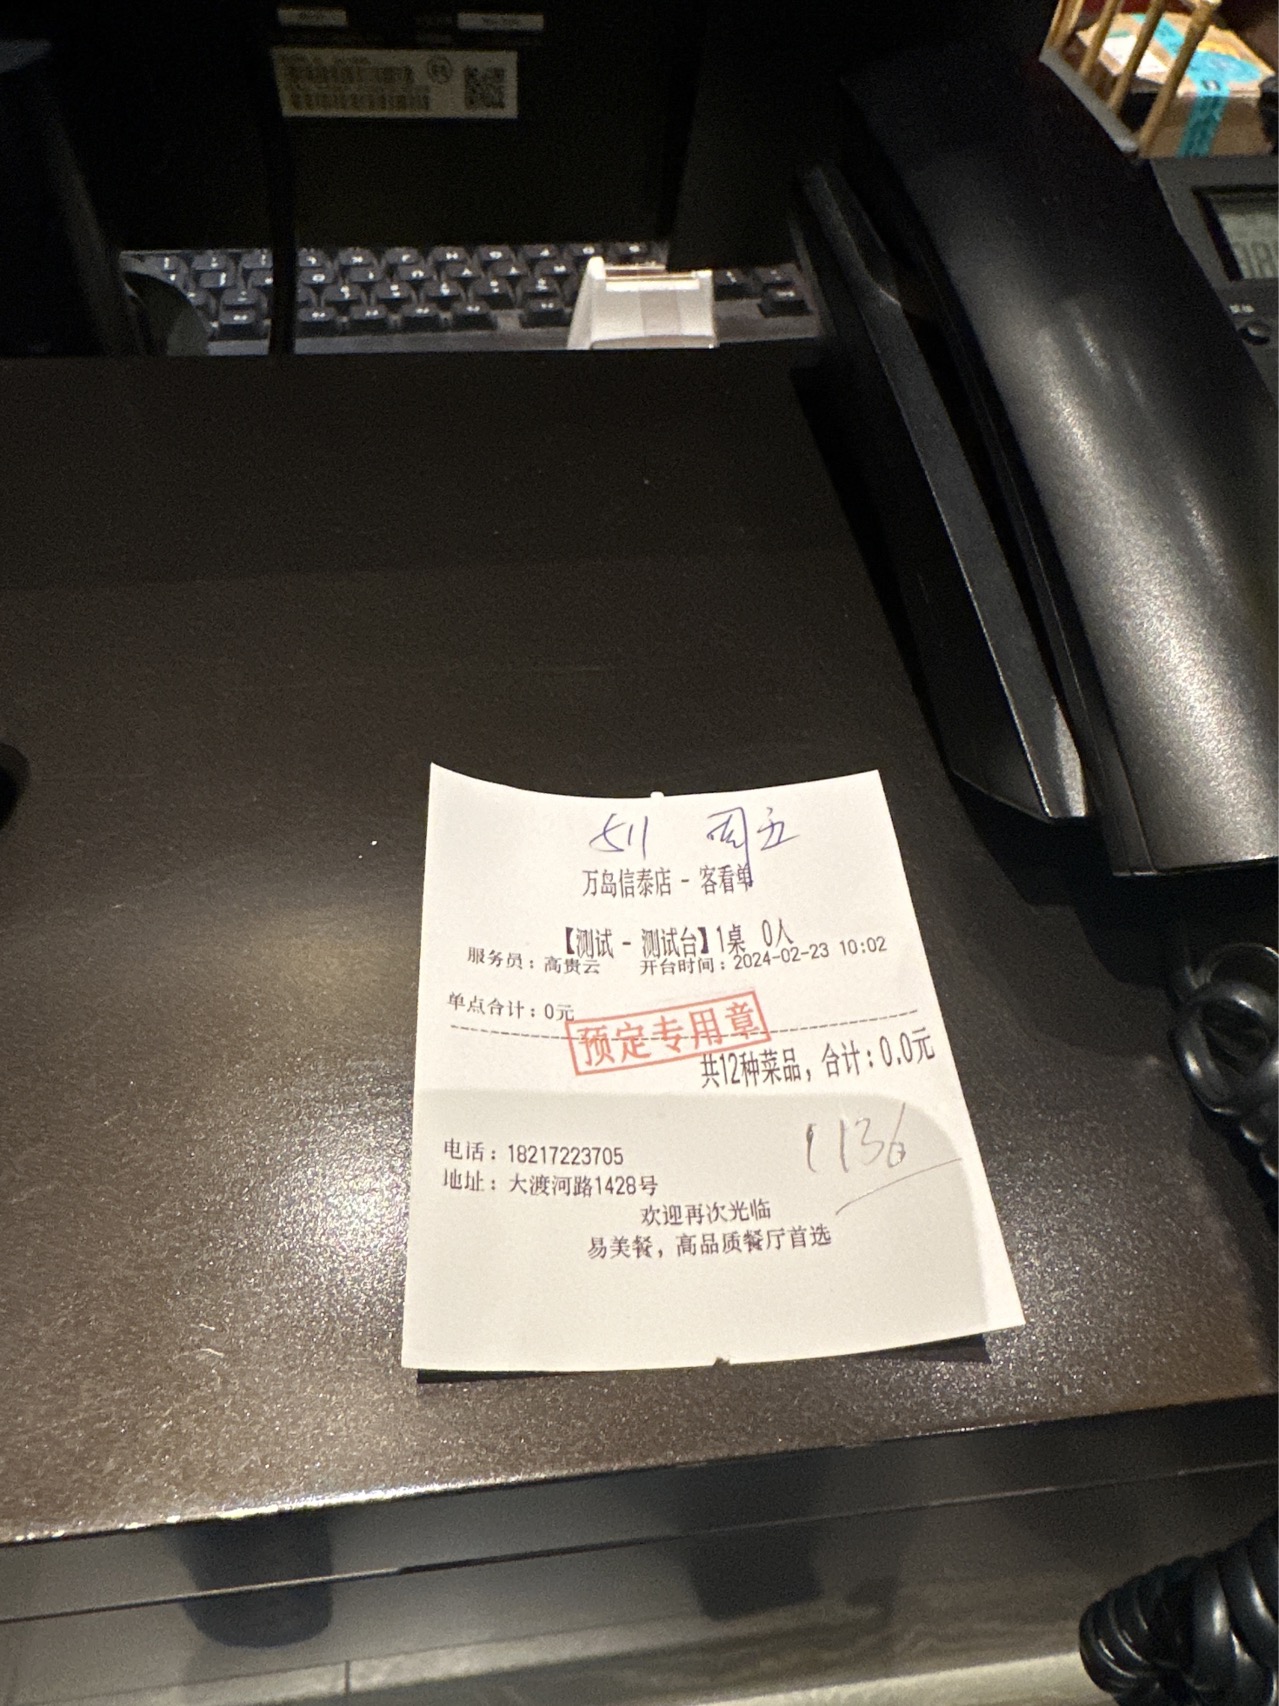 511 周五
万岛信泰店 - 客看单
【测试 - 测试台】1桌 0人
服务员：高贵云 开台时间：2024-02-23 10:02
单点合计：0元
预定专用章
共12种菜品，合计：0.0元
1136
电话：18217223705
地址：大渡河路1428号
欢迎再次光临
易美餐，高品质餐厅首选